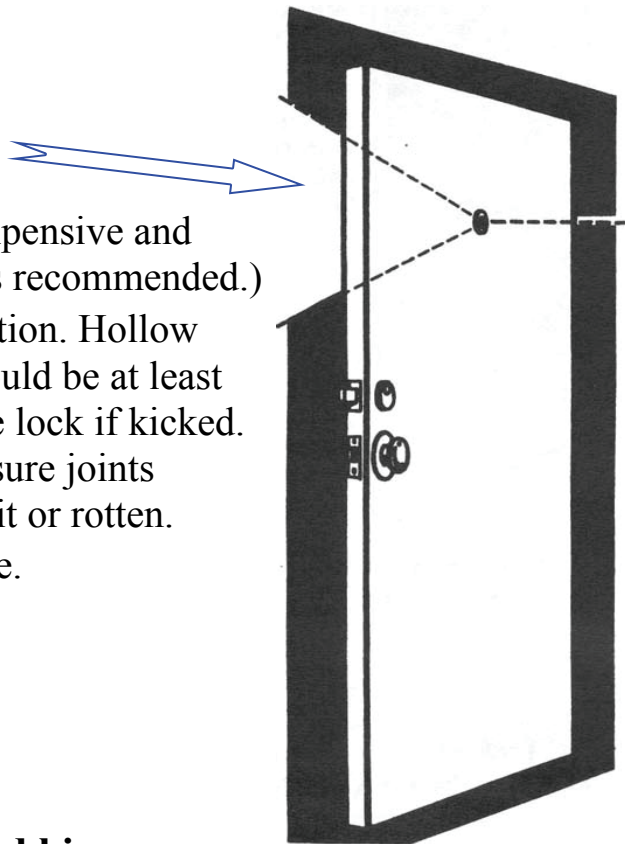 pensive and
recommended.)
tion. Hollow
uld be at least
lock if kicked.
sure joints
it or rotten.